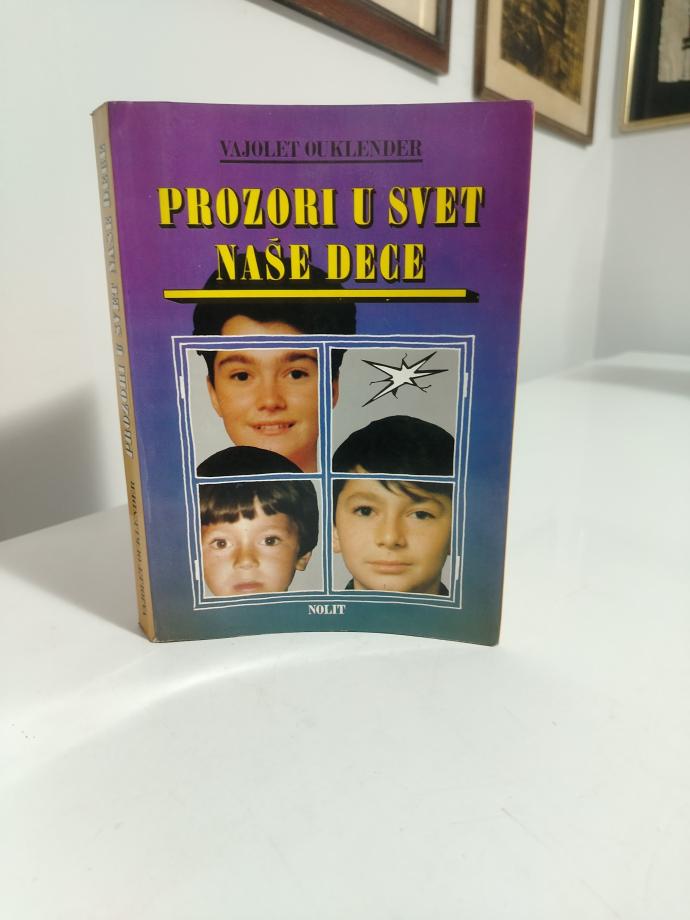 VAJOLET OUKLENDER
PROZORI U SVET
NAŠE DECE
NOLIT
VAJOLET OUKLENDER PROZORI U SVET NAŠE DECE